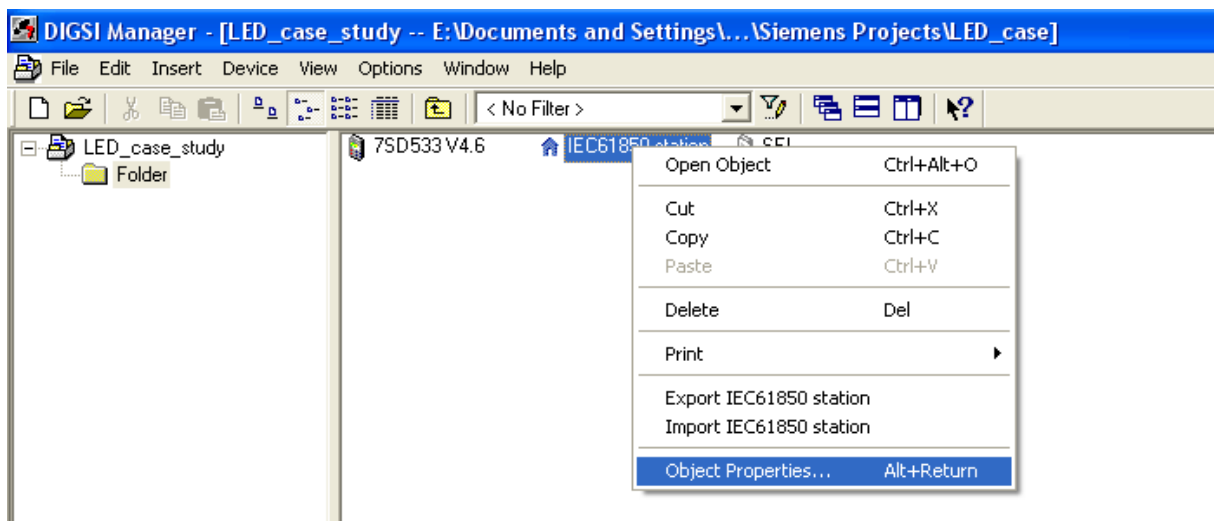 DIGSI Manager - [LED_case_study -- E:\Documents and Settings\...\Siemens Projects\LED_case]
File Edit Insert Device View Options Window Help
< No Filter >
LED_case_study
Folder
7SD533 V4.6 IEC61850 station SEL
Open Object Ctrl+Alt+O
Cut Ctrl+X
Copy Ctrl+C
Paste Ctrl+V
Delete Del
Print
Export IEC61850 station
Import IEC61850 station
Object Properties... Alt+Return